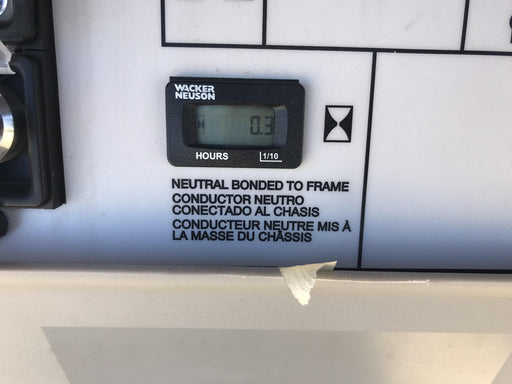 WACKER
NEUSON
0.3
HOURS 1/10
NEUTRAL BONDED TO FRAME
CONDUCTOR NEUTRO
CONECTADO AL CHASIS
CONDUCTEUR NEUTRE MIS À
LA MASSE DU CHÂSSIS